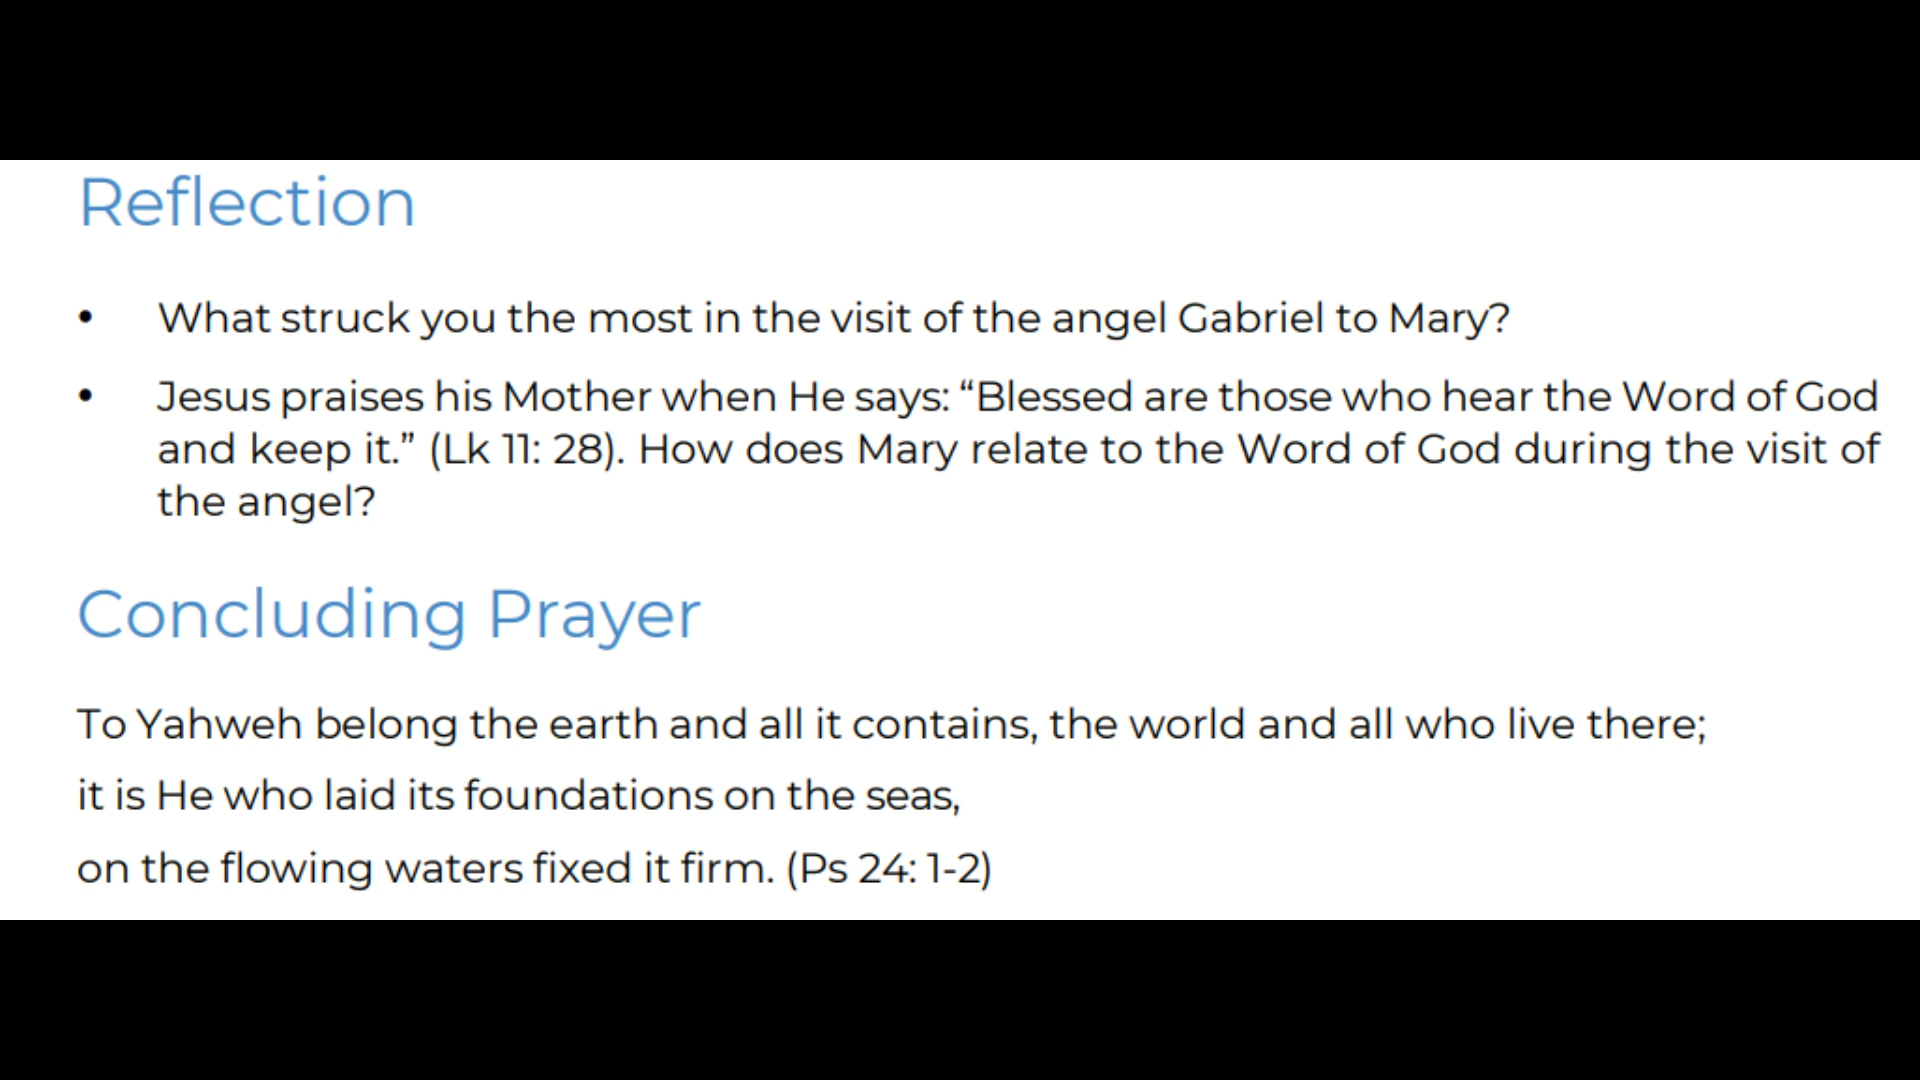 Reflection
• What struck you the most in the visit of the angel Gabriel to Mary?
• Jesus praises his Mother when He says: “Blessed are those who hear the Word of God
and keep it.” (Lk 11: 28). How does Mary relate to the Word of God during the visit of
the angel?
Concluding Prayer
To Yahweh belong the earth and all it contains, the world and all who live there;
it is He who laid its foundations on the seas,
on the flowing waters fixed it firm. (Ps 24: 1-2)